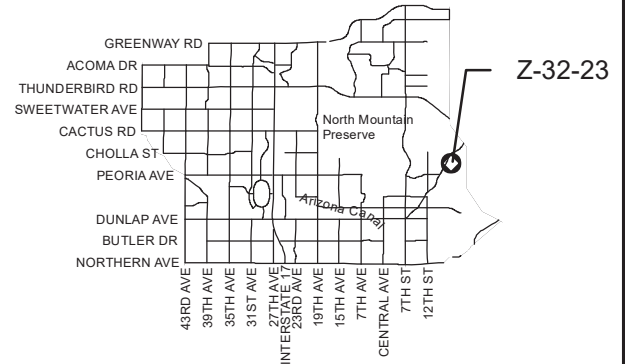 GREENWAY RD
ACOMA DR
THUNDERBIRD RD
SWEETWATER AVE
CACTUS RD
CHOLLA ST
PEORIA AVE
DUNLAP AVE
BUTLER DR
NORTHERN AVE
Z-32-23
North Mountain
Preserve
Arizona Canal
43RD AVE
39TH AVE
35TH AVE
31ST AVE
27TH AVE
INTERSTATE 17
23RD AVE
19TH AVE
15TH AVE
7TH AVE
CENTRAL AVE
7TH ST
12TH ST